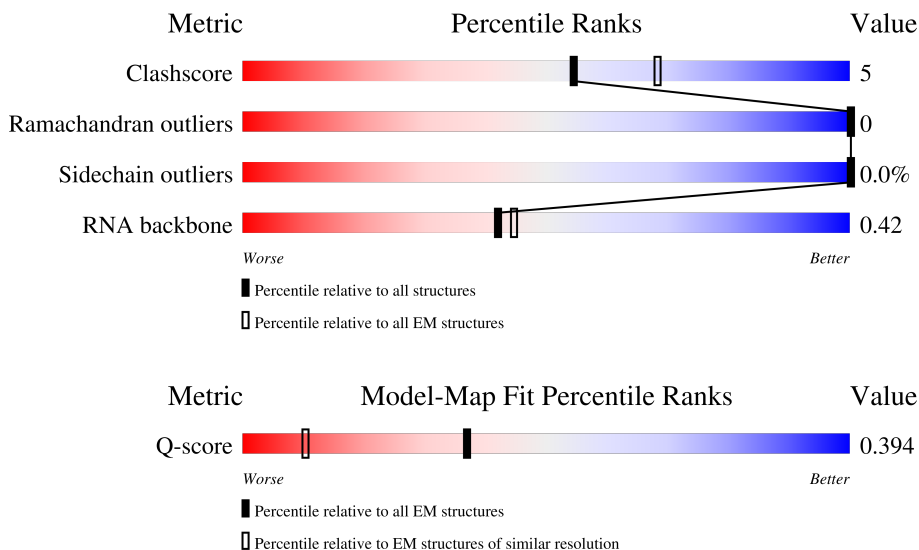 Metric Percentile Ranks Value
Clashscore 5
Ramachandran outliers 0
Sidechain outliers 0.0%
RNA backbone 0.42
Worse Better
Percentile relative to all structures
Percentile relative to all EM structures
Metric Model-Map Fit Percentile Ranks Value
Q-score 0.394
Worse Better
Percentile relative to all EM structures
Percentile relative to EM structures of similar resolution